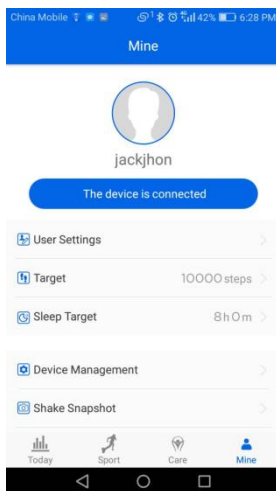 China Mobile 42% 6:28 PM
Mine
jackjhon
The device is connected
User Settings
Target 10000 steps
Sleep Target 8h0m
Device Management
Shake Snapshot
Today Sport Care Mine